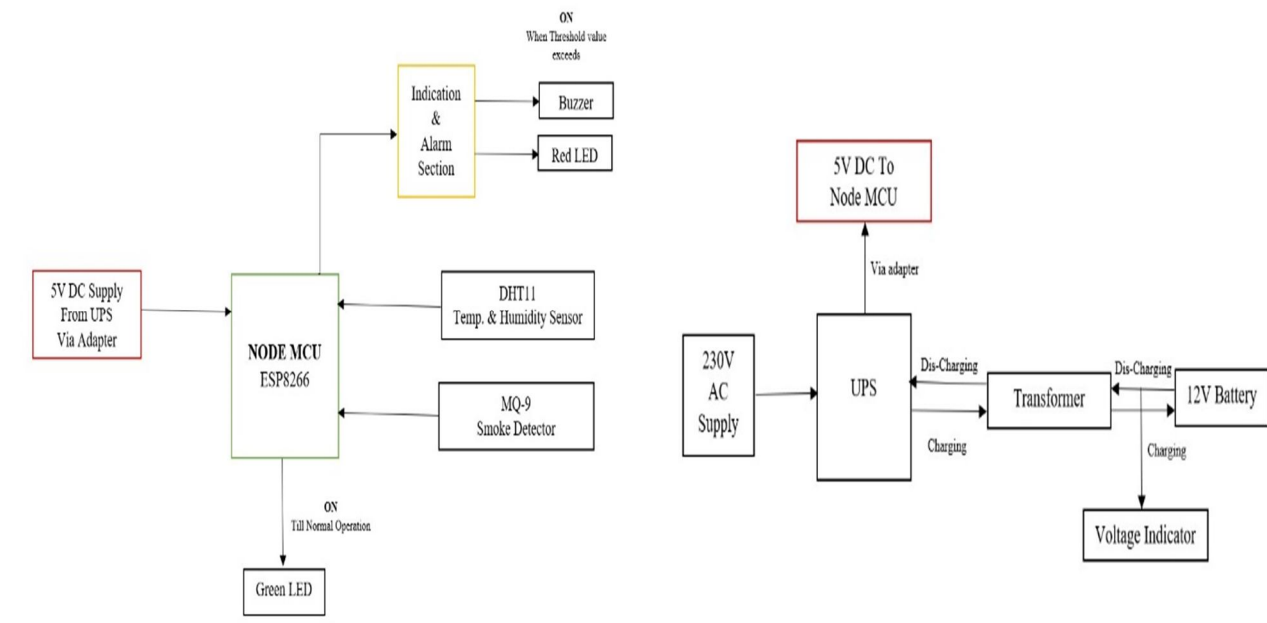 ON
When Threshold value
exceeds
Indication
&
Alarm
Section
Buzzer
Red LED
5V DC Supply
From UPS
Via Adapter
NODE MCU
ESP8266
DHT11
Temp. & Humidity Sensor
MQ-9
Smoke Detector
ON
Till Normal Operation
Green LED
5V DC To
Node MCU
Via adapter
230V
AC
Supply
UPS
Dis-Charging
Charging
Transformer
Dis-Charging
12V Battery
Charging
Voltage Indicator